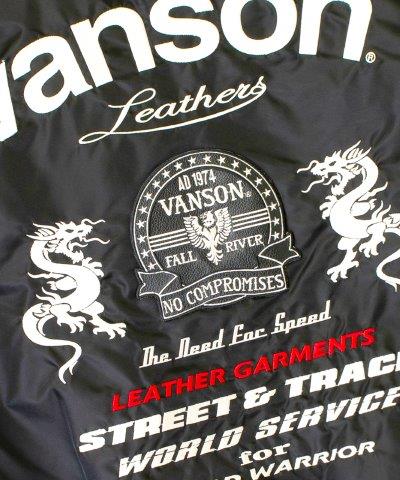 vanson®
Leathers
AD 1974
VANSON®
FALL RIVER
NO COMPROMISES
The Need For Speed
LEATHER GARMENTS
STREET & TRACK
WORLD SERVICE
for
WARRIOR